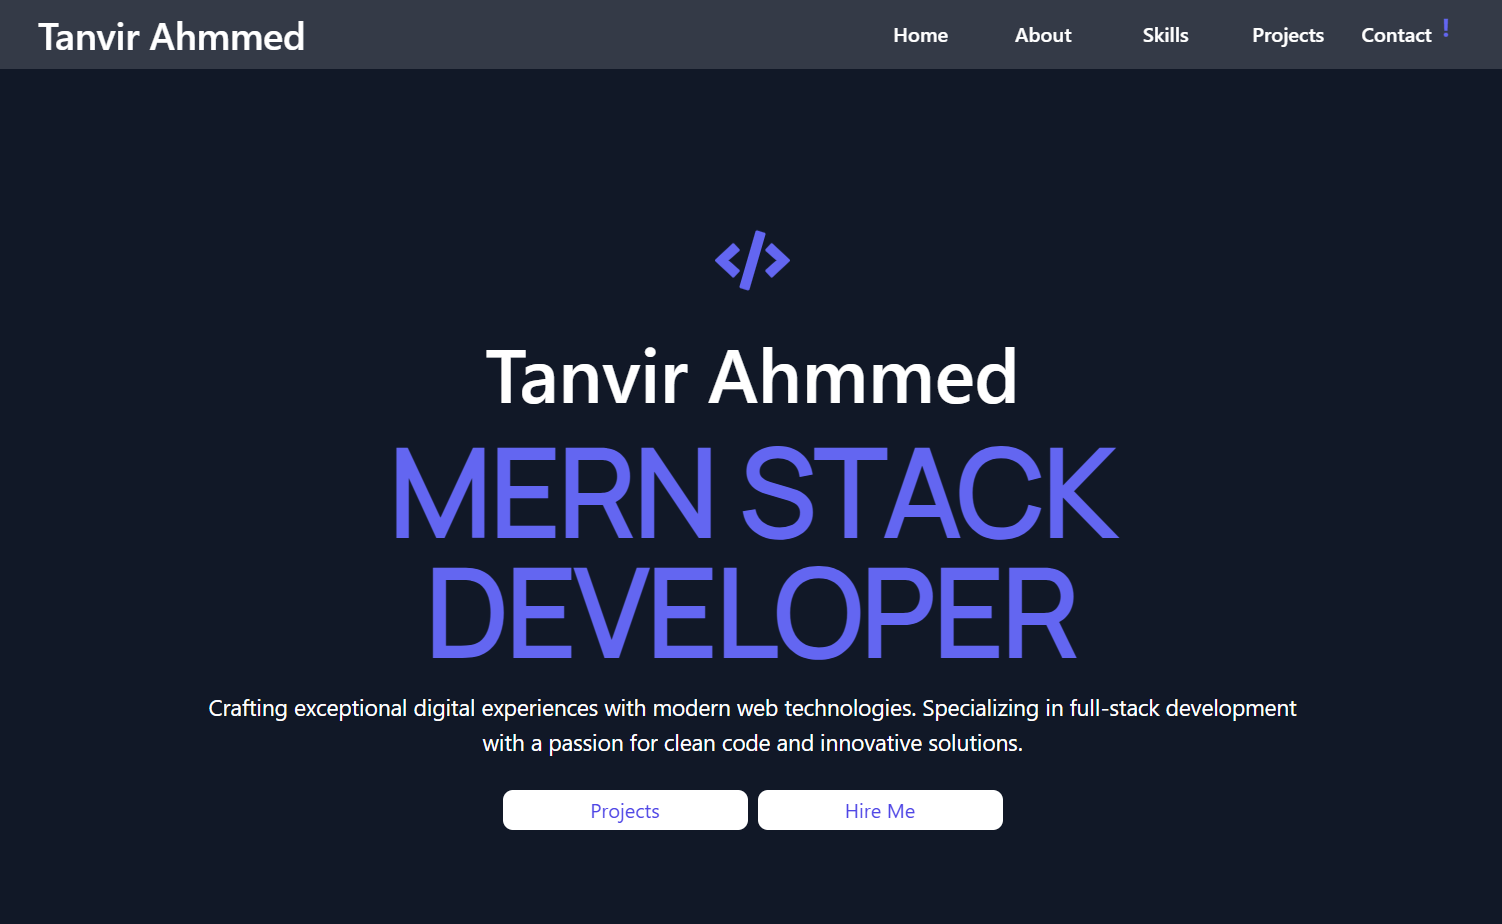 Tanvir Ahmmed
Home About Skills Projects Contact !
</>
Tanvir Ahmmed
MERN STACK
DEVELOPER
Crafting exceptional digital experiences with modern web technologies. Specializing in full-stack development
with a passion for clean code and innovative solutions.
Projects Hire Me